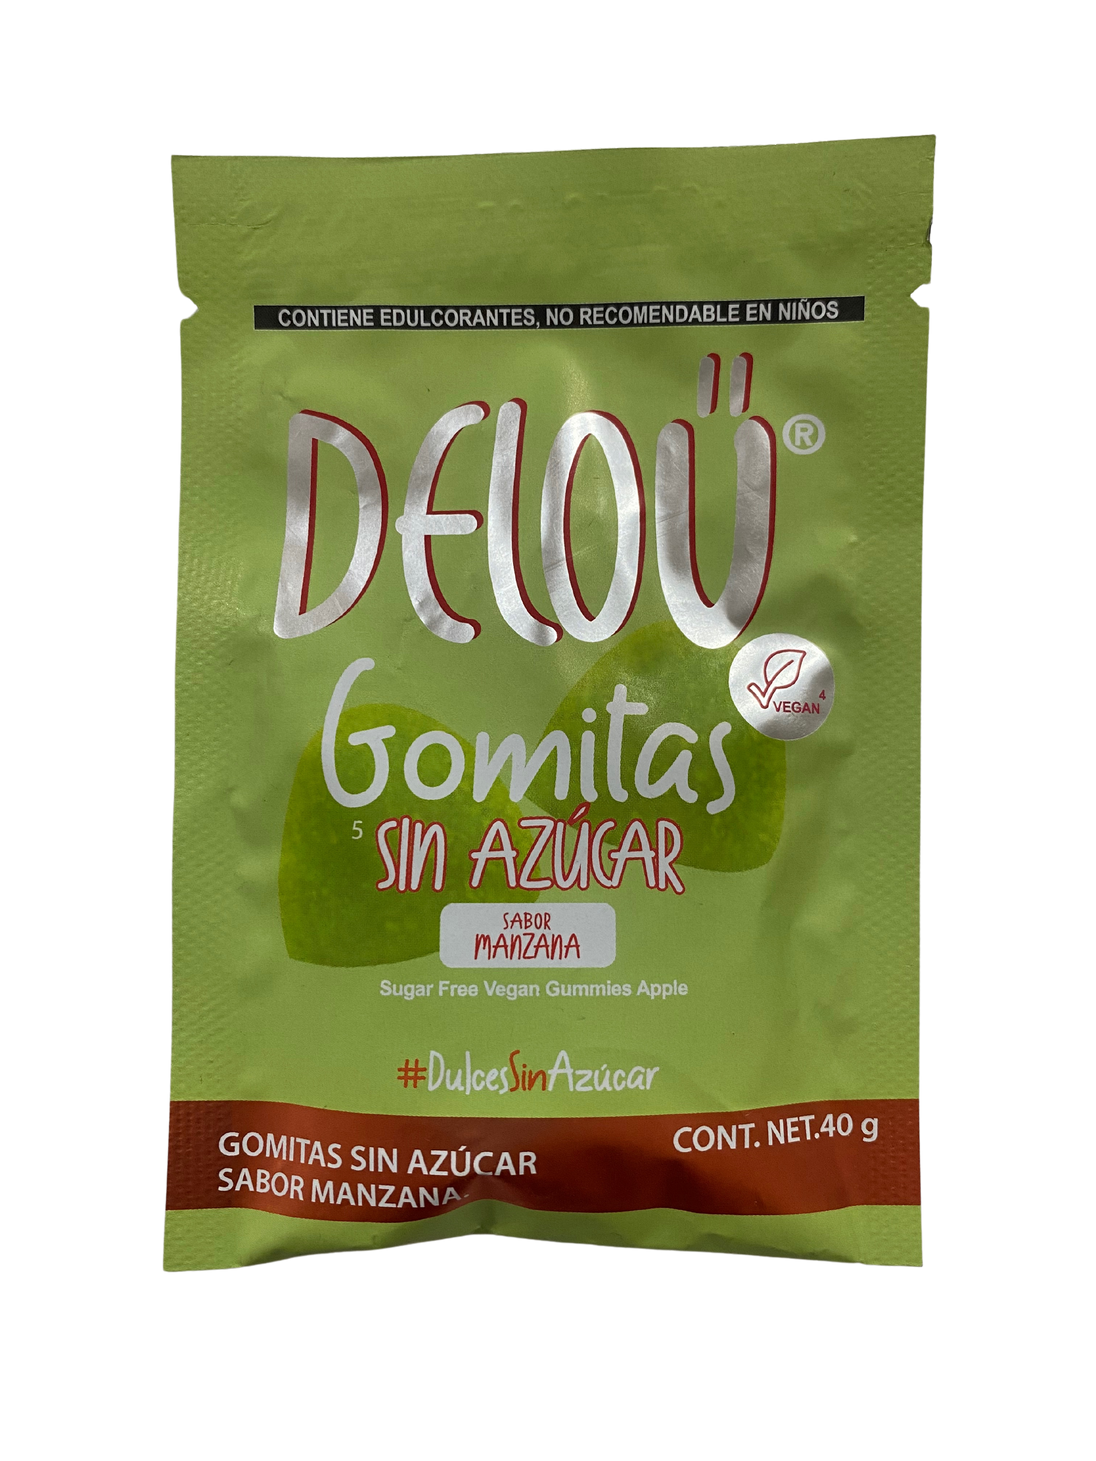 CONTIENE EDULCORANTES, NO RECOMENDABLE EN NIÑOS
DELOÜ®
VEGAN 4
Gomitas
5 SIN AZÚCAR
SABOR
MANZANA
Sugar Free Vegan Gummies Apple
#DulcesSinAzúcar
GOMITAS SIN AZÚCAR
SABOR MANZANA
CONT. NET.40 g